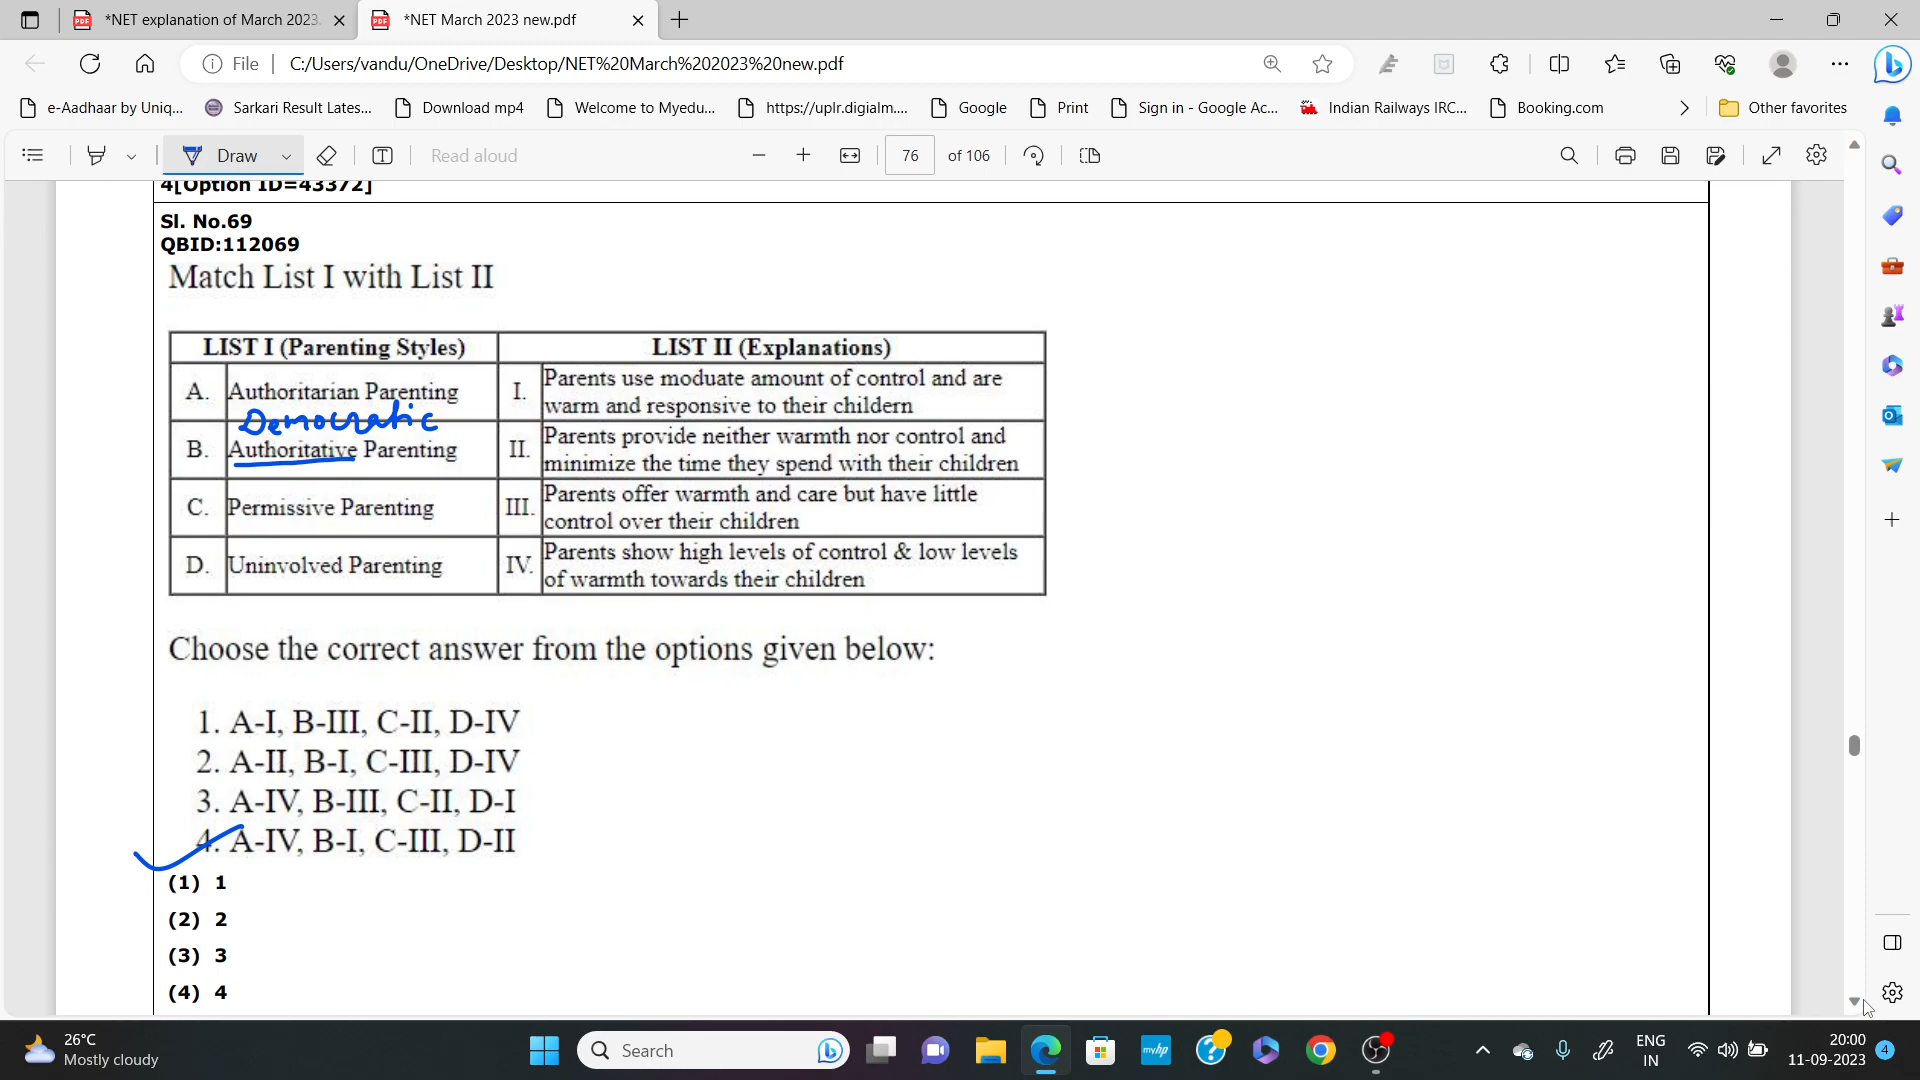 *NET explanation of March 2023
*NET March 2023 new.pdf
File
C:/Users/vandu/OneDrive/Desktop/NET%20March%202023%20new.pdf
e-Aadhaar by Uniq...
Sarkari Result Lates...
Download mp4
Welcome to Myedu...
https://uplr.digialm....
Google
Print
Sign in - Google Ac...
Indian Railways IRC...
Booking.com
Other favorites
Draw
Read aloud
76
of 106
4[Option ID=43372]
Sl. No.69
QBID:112069
Match List I with List II
LIST I (Parenting Styles) LIST II (Explanations)
A. Authoritarian Parenting I. Parents use moduate amount of control and are
warm and responsive to their childern
Democratic
B. Authoritative Parenting II. Parents provide neither warmth nor control and
minimize the time they spend with their children
C. Permissive Parenting III. Parents offer warmth and care but have little
control over their children
D. Uninvolved Parenting IV. Parents show high levels of control & low levels
of warmth towards their children
Choose the correct answer from the options given below:
1. A-I, B-III, C-II, D-IV
2. A-II, B-I, C-III, D-IV
3. A-IV, B-III, C-II, D-I
4. A-IV, B-I, C-III, D-II
(1) 1
(2) 2
(3) 3
(4) 4
26°C
Mostly cloudy
Search
myhp
ENG
IN
20:00
11-09-2023
4